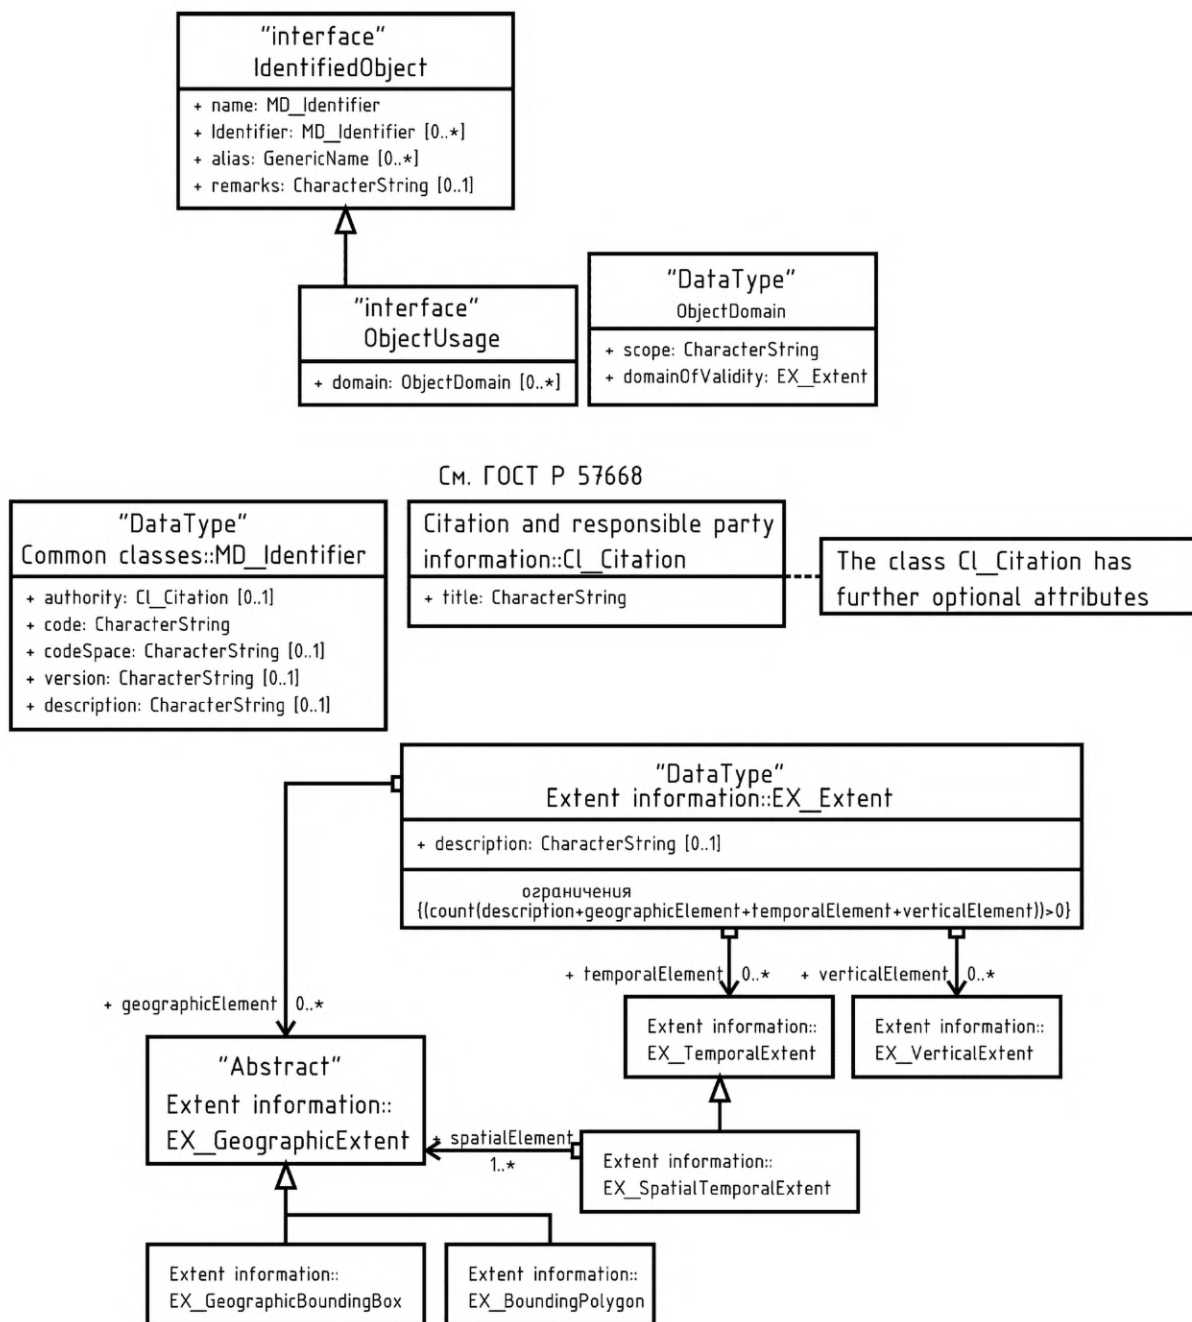 "interface"
IdentifiedObject
+ name: MD_Identifier
+ Identifier: MD_Identifier [0..*]
+ alias: GenericName [0..*]
+ remarks: CharacterString [0..1]
"interface"
ObjectUsage
+ domain: ObjectDomain [0..*]
"DataType"
ObjectDomain
+ scope: CharacterString
+ domainOfValidity: EX_Extent
См. ГОСТ Р 57668
"DataType"
Common classes::MD_Identifier
+ authority: Cl_Citation [0..1]
+ code: CharacterString
+ codeSpace: CharacterString [0..1]
+ version: CharacterString [0..1]
+ description: CharacterString [0..1]
Citation and responsible party
information::Cl_Citation
+ title: CharacterString
The class Cl_Citation has
further optional attributes
"DataType"
Extent information::EX_Extent
+ description: CharacterString [0..1]
ограничения
{(count(description+geographicElement+temporalElement+verticalElement))>0}
+ temporalElement 0..*
+ verticalElement 0..*
+ geographicElement 0..*
Extent information::
EX_TemporalExtent
Extent information::
EX_VerticalExtent
"Abstract"
Extent information::
EX_GeographicExtent
+ spatialElement
1..*
Extent information::
EX_SpatialTemporalExtent
Extent information::
EX_GeographicBoundingBox
Extent information::
EX_BoundingPolygon